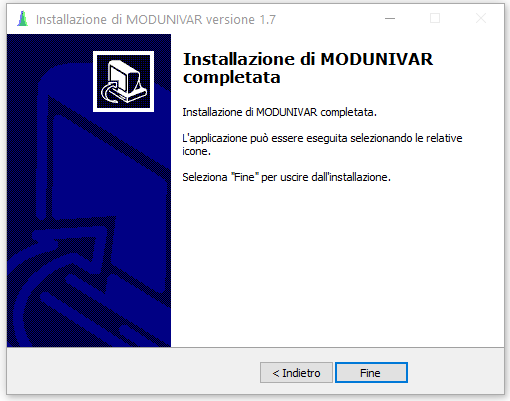 Installazione di MODUNIVAR versione 1.7
Installazione di MODUNIVAR
completata
Installazione di MODUNIVAR completata.
L'applicazione può essere eseguita selezionando le relative
icone.
Seleziona "Fine" per uscire dall'installazione.
< Indietro
Fine